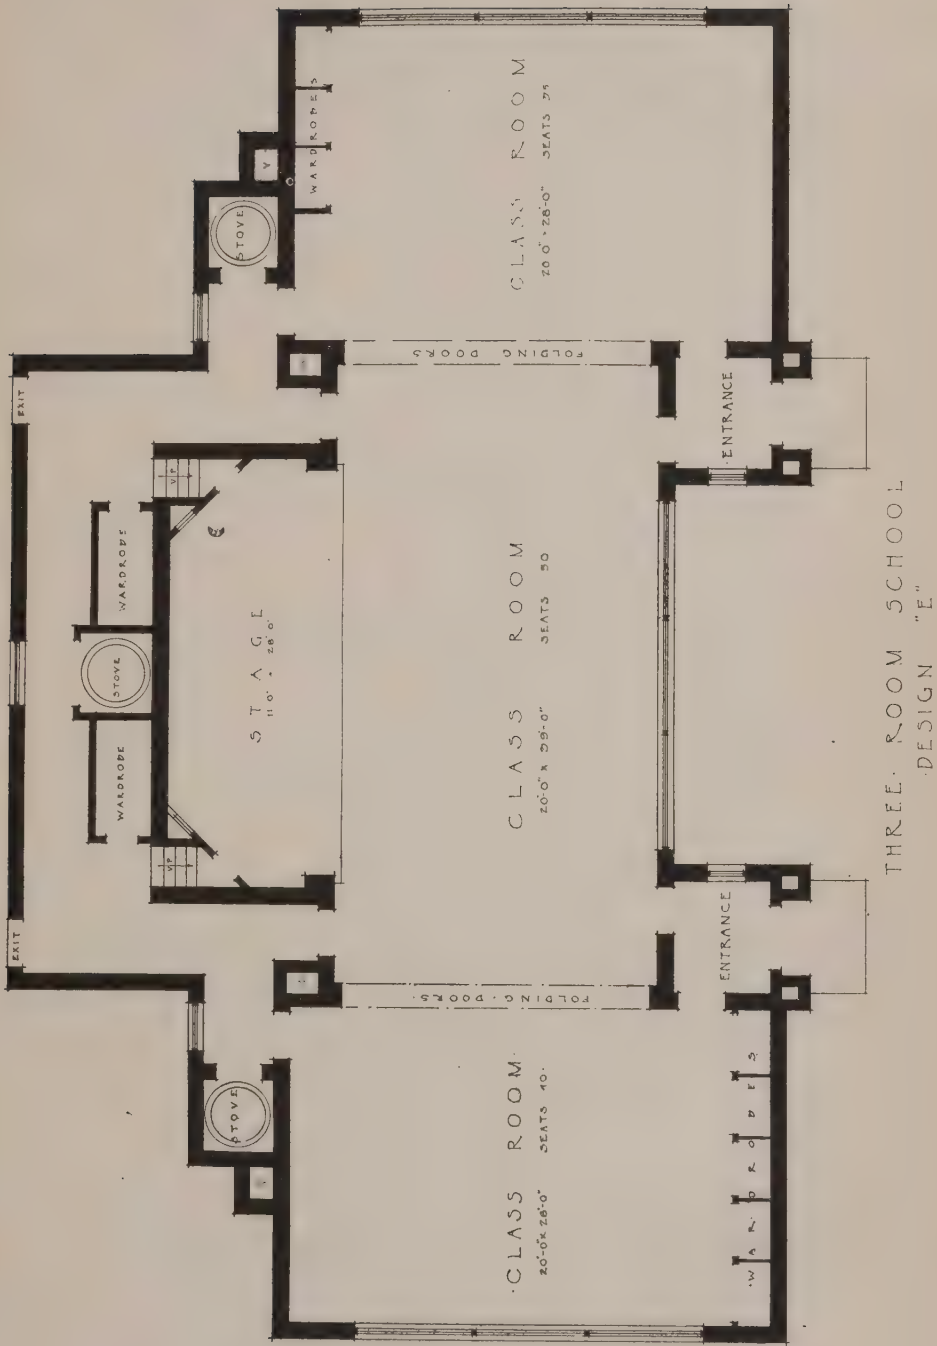 EXIT
EXIT
WARDROBE
STOVE
WARDROBE
UP
UP
STOVE
STOVE
V
STAGE
11'0" x 28'0"
WARDROBES
·CLASS ROOM·
20'-0" x 28'-0" SEATS 40·
FOLDING·DOORS·
CLASS ROOM
20'-0" x 39'-0" SEATS 50
FOLDING DOORS
CLASS ROOM
20'0" x 28'-0" SEATS 35
·WARDROBES
ENTRANCE
·ENTRANCE
THREE·ROOM SCHOOL
·DESIGN "E"